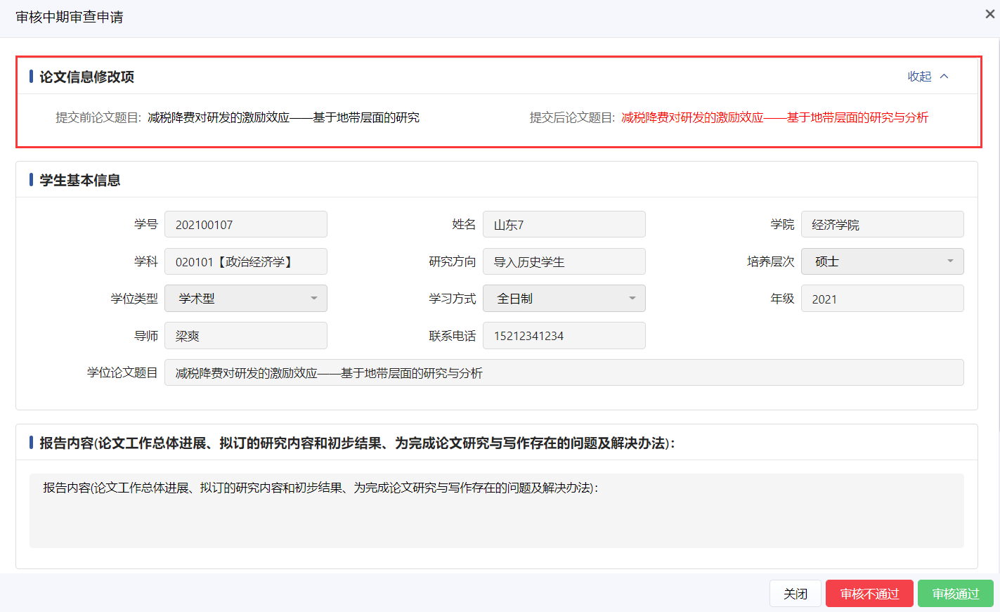 审核中期审查申请
论文信息修改项 收起
提交前论文题目: 减税降费对研发的激励效应——基于地带层面的研究 提交后论文题目: 减税降费对研发的激励效应——基于地带层面的研究与分析
学生基本信息
学号 202100107 姓名 山东7 学院 经济学院
学科 020101【政治经济学】 研究方向 导入历史学生 培养层次 硕士
学位类型 学术型 学习方式 全日制 年级 2021
导师 梁爽 联系电话 15212341234
学位论文题目 减税降费对研发的激励效应——基于地带层面的研究与分析
报告内容(论文工作总体进展、拟订的研究内容和初步结果、为完成论文研究与写作存在的问题及解决办法):
报告内容(论文工作总体进展、拟订的研究内容和初步结果、为完成论文研究与写作存在的问题及解决办法):
关闭 审核不通过 审核通过